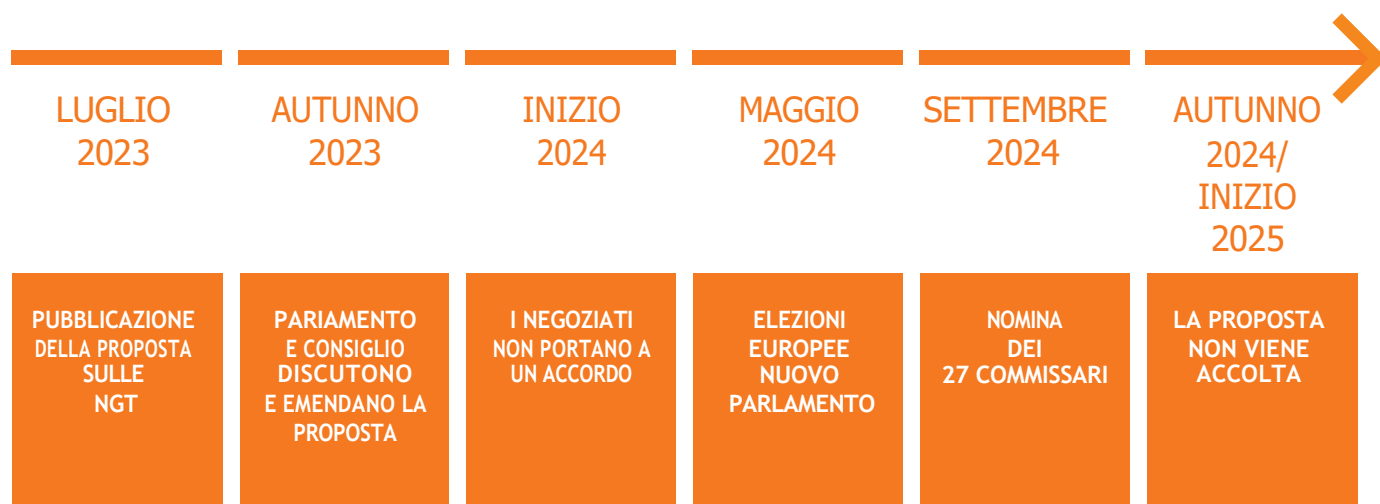 LUGLIO
2023
AUTUNNO
2023
INIZIO
2024
MAGGIO
2024
SETTEMBRE
2024
AUTUNNO
2024/
INIZIO
2025
PUBBLICAZIONE
DELLA PROPOSTA
SULLE
NGT
PARIAMENTO
E CONSIGLIO
DISCUTONO
E EMENDANO LA
PROPOSTA
I NEGOZIATI
NON PORTANO A
UN ACCORDO
ELEZIONI
EUROPEE
NUOVO
PARLAMENTO
NOMINA
DEI
27 COMMISSARI
LA PROPOSTA
NON VIENE
ACCOLTA